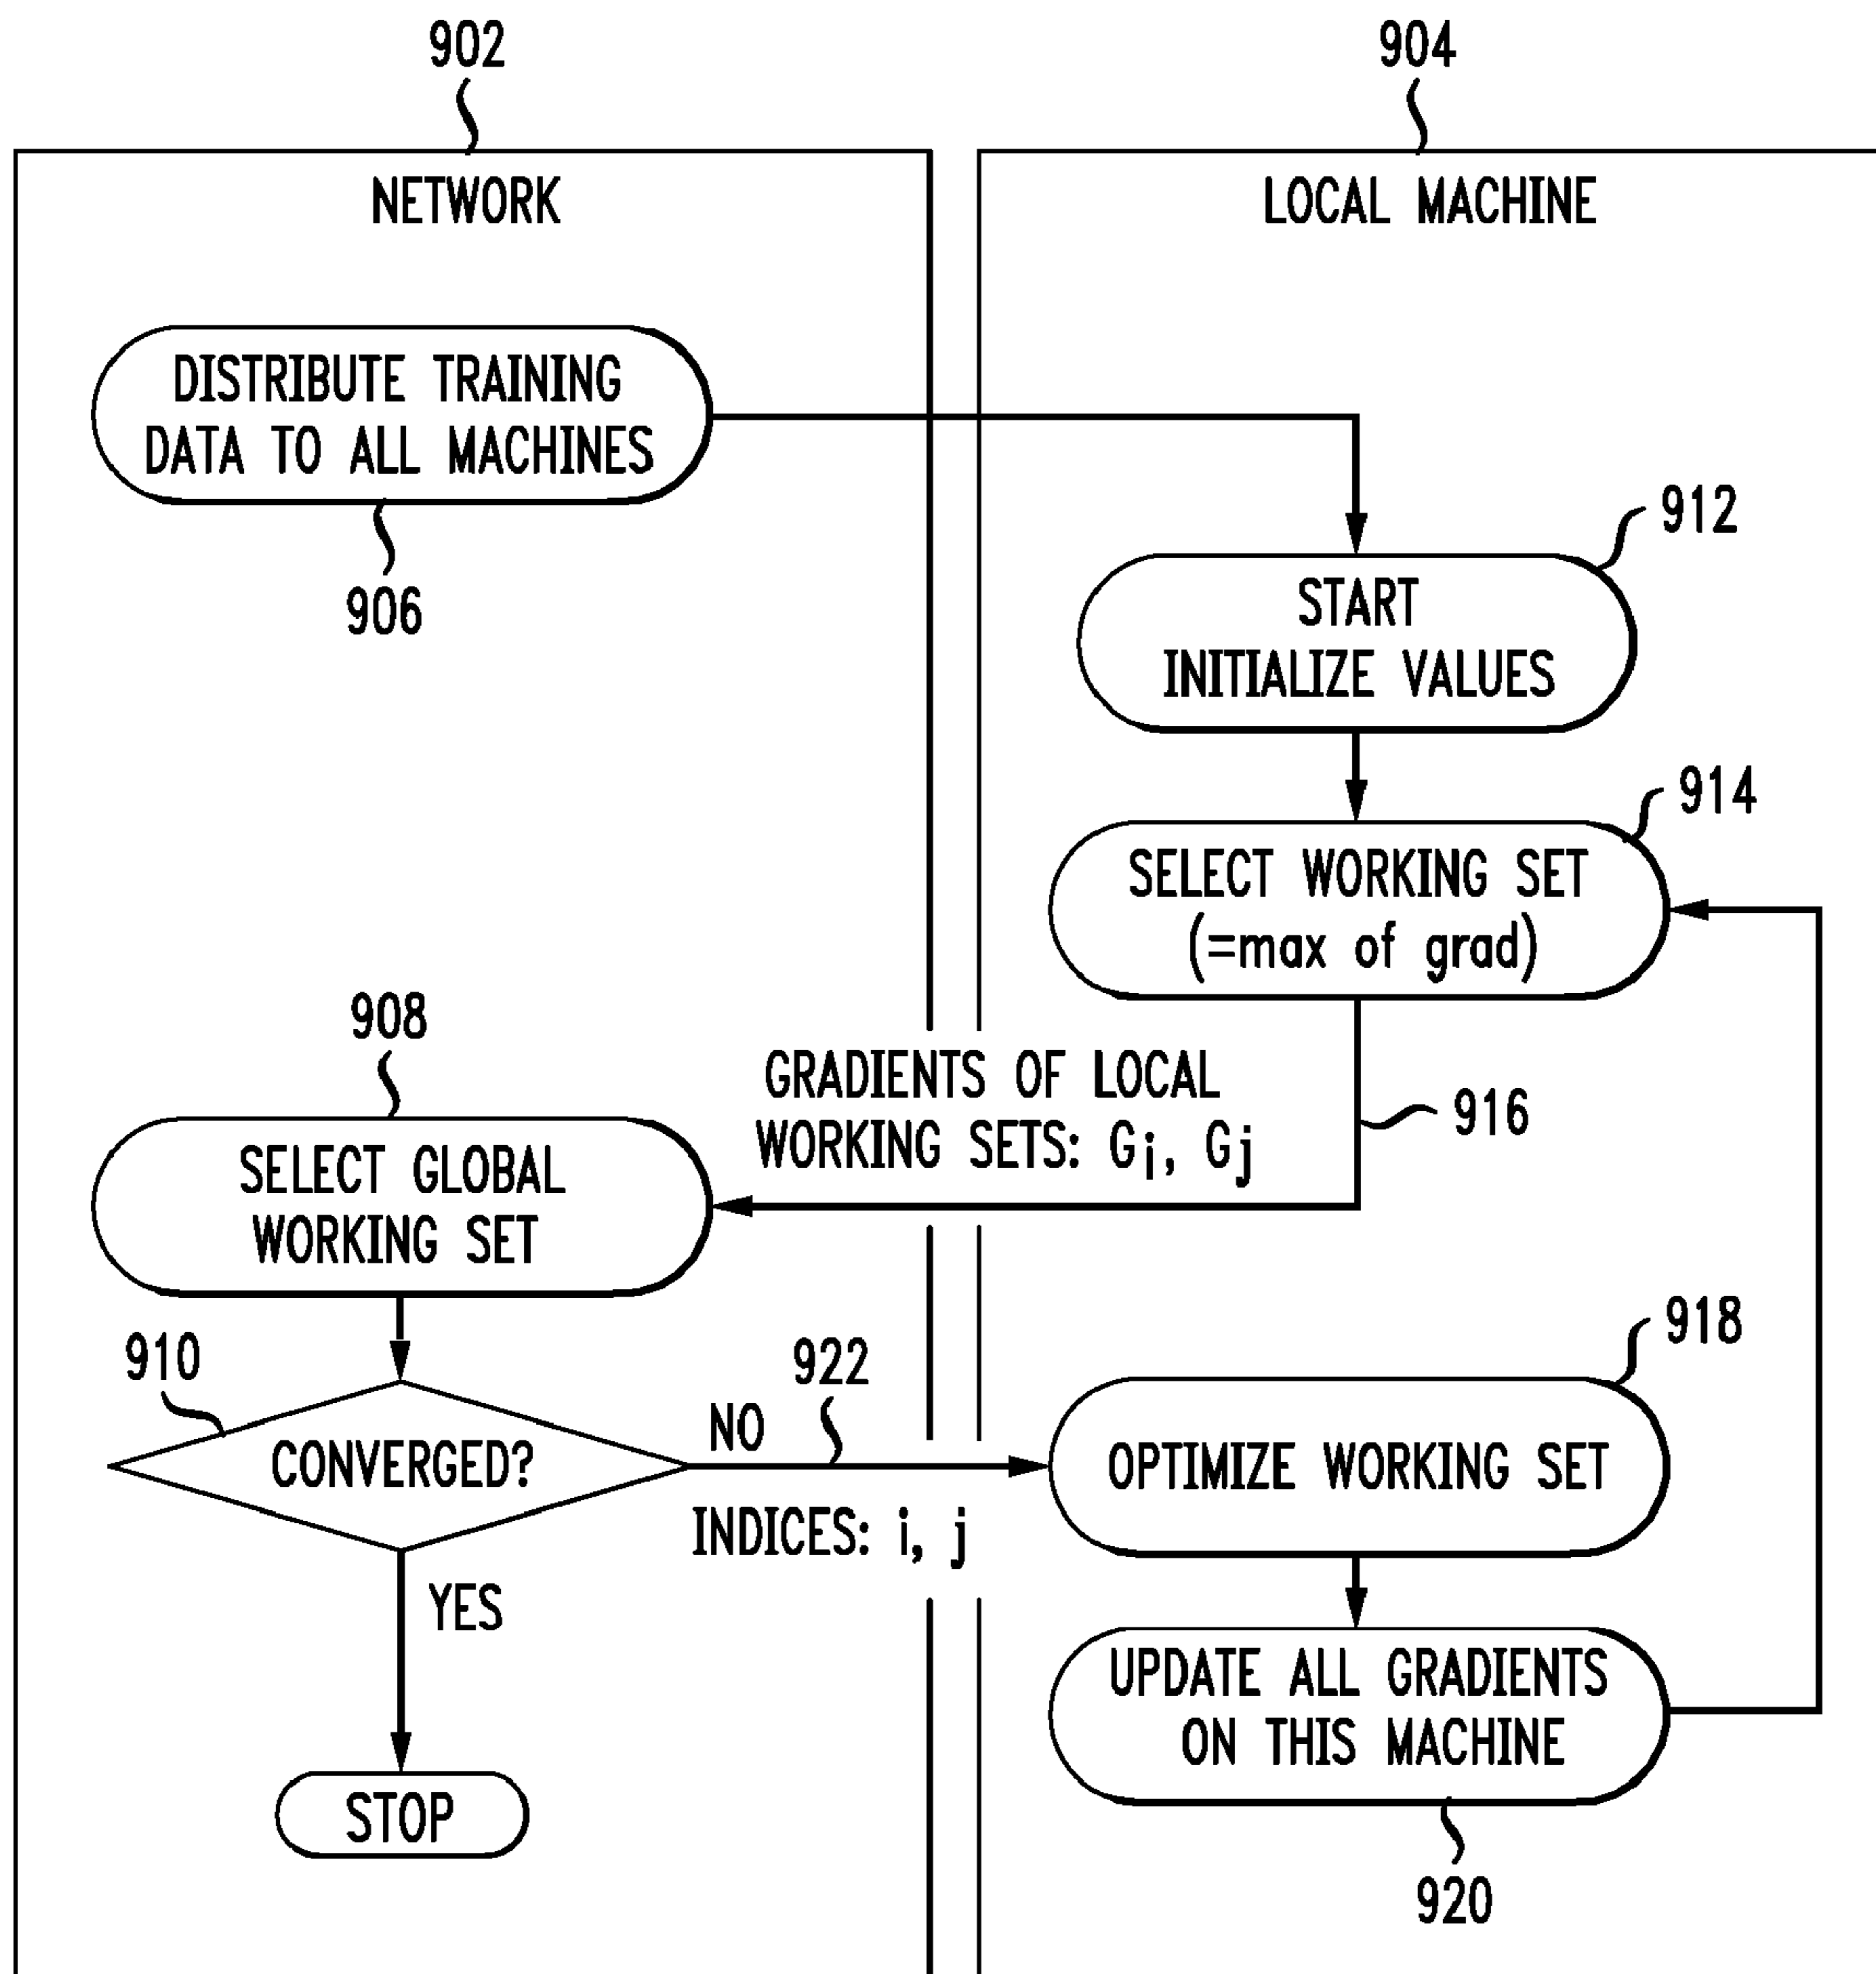 902
904
NETWORK
LOCAL MACHINE
DISTRIBUTE TRAINING
DATA TO ALL MACHINES
906
912
START
INITIALIZE VALUES
914
SELECT WORKING SET
(=max of grad)
908
GRADIENTS OF LOCAL
WORKING SETS: Gi, Gj
916
SELECT GLOBAL
WORKING SET
918
910
922
NO
CONVERGED?
OPTIMIZE WORKING SET
INDICES: i, j
YES
UPDATE ALL GRADIENTS
ON THIS MACHINE
STOP
920